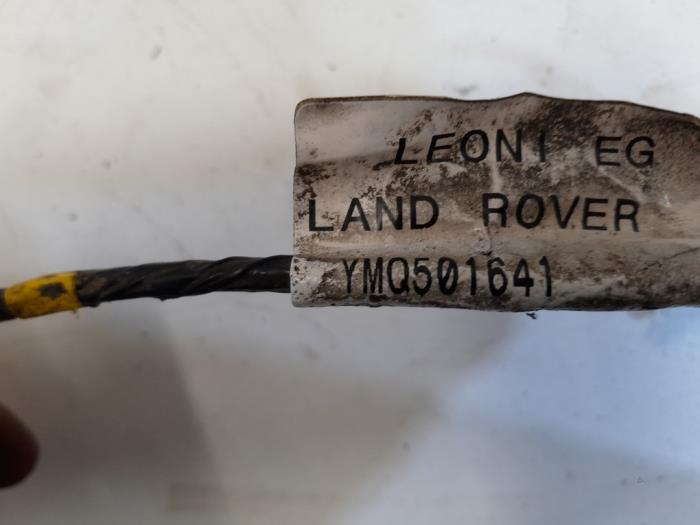 LEONI EG
LAND ROVER
YMQ501641